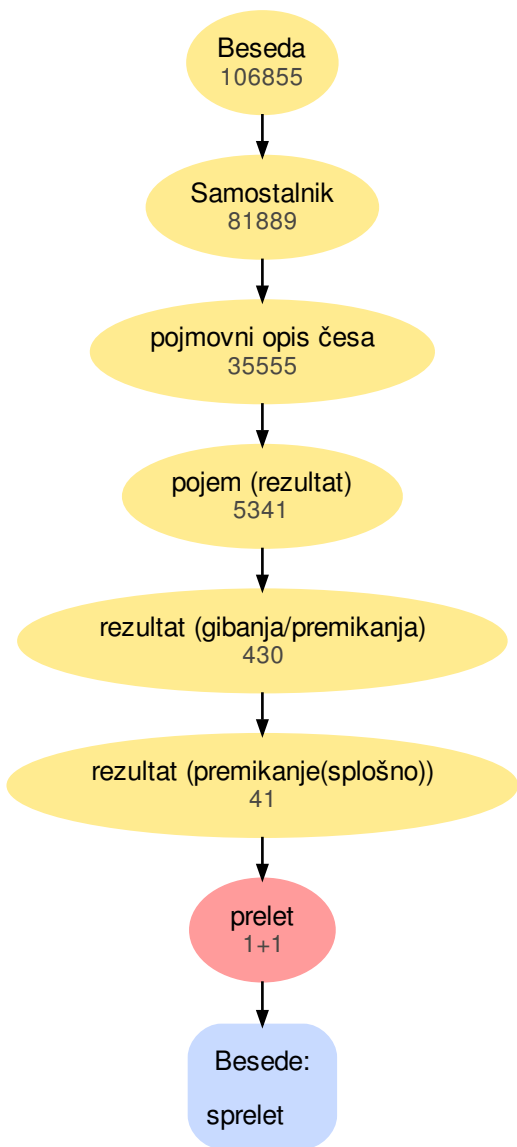 Beseda
106855
Samostalnik
81889
pojmovni opis česa
35555
pojem (rezultat)
5341
rezultat (gibanja/premikanja)
430
rezultat (premikanje(splošno))
41
prelet
1+1
Besede:
sprelet